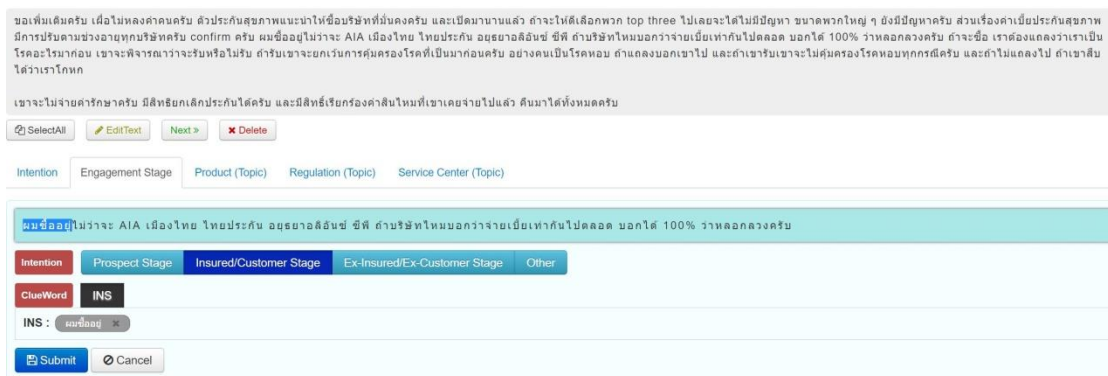 ขอเพิ่มเติมครับ เผื่อไม่หลงค่าคนครับ ตัวประกันสุขภาพแนะนำให้ซื้อบริษัทที่มั่นคงครับ และเปิดมานานแล้ว ถ้าจะให้ดีเลือกพวก top three ไปเลยจะได้ไม่มีปัญหา ขนาดพวกใหญ่ ๆ ยังมีปัญหาครับ ส่วนเรื่องค่าเบี้ยประกันสุขภาพ
มีการปรับตามช่วงอายุทุกบริษัทครับ confirm ครับ ผมซื้ออยู่ไม่ว่าจะ AIA เมืองไทย ไทยประกัน อยุธยาอลิอันซ์ ซีพี ถ้าบริษัทไหนบอกว่าจ่ายเบี้ยเท่ากันไปตลอด บอกได้ 100% ว่าหลอกลวงครับ ถ้าจะซื้อ เราต้องแถลงว่าเราเป็น
โรคอะไรมาก่อน เขาจะพิจารณาว่าจะรับหรือไม่รับ ถ้ารับเขาจะยกเว้นการคุ้มครองโรคที่เป็นมาก่อนครับ อย่างคนเป็นโรคหอบ ถ้าแถลงบอกเขาไป และถ้าเขารับเขาจะไม่คุ้มครองโรคหอบทุกกรณีครับ และถ้าไม่แถลงไป ถ้าเขาสืบ
ได้ว่าเราโกหก
เขาจะไม่จ่ายค่ารักษาครับ มีสิทธิยกเลิกประกันได้ครับ และมีสิทธิ์เรียกร้องค่าสินไหมที่เขาเคยจ่ายไปแล้ว คืนมาได้ทั้งหมดครับ
SelectAll EditText Next » Delete
Intention Engagement Stage Product (Topic) Regulation (Topic) Service Center (Topic)
ผมซื้ออยู่ไม่ว่าจะ AIA เมืองไทย ไทยประกัน อยุธยาอลิอันซ์ ซีพี ถ้าบริษัทไหนบอกว่าจ่ายเบี้ยเท่ากันไปตลอด บอกได้ 100% ว่าหลอกลวงครับ
Intention Prospect Stage Insured/Customer Stage Ex-Insured/Ex-Customer Stage Other
ClueWord INS
INS : ผมซื้ออยู่ ×
Submit Cancel